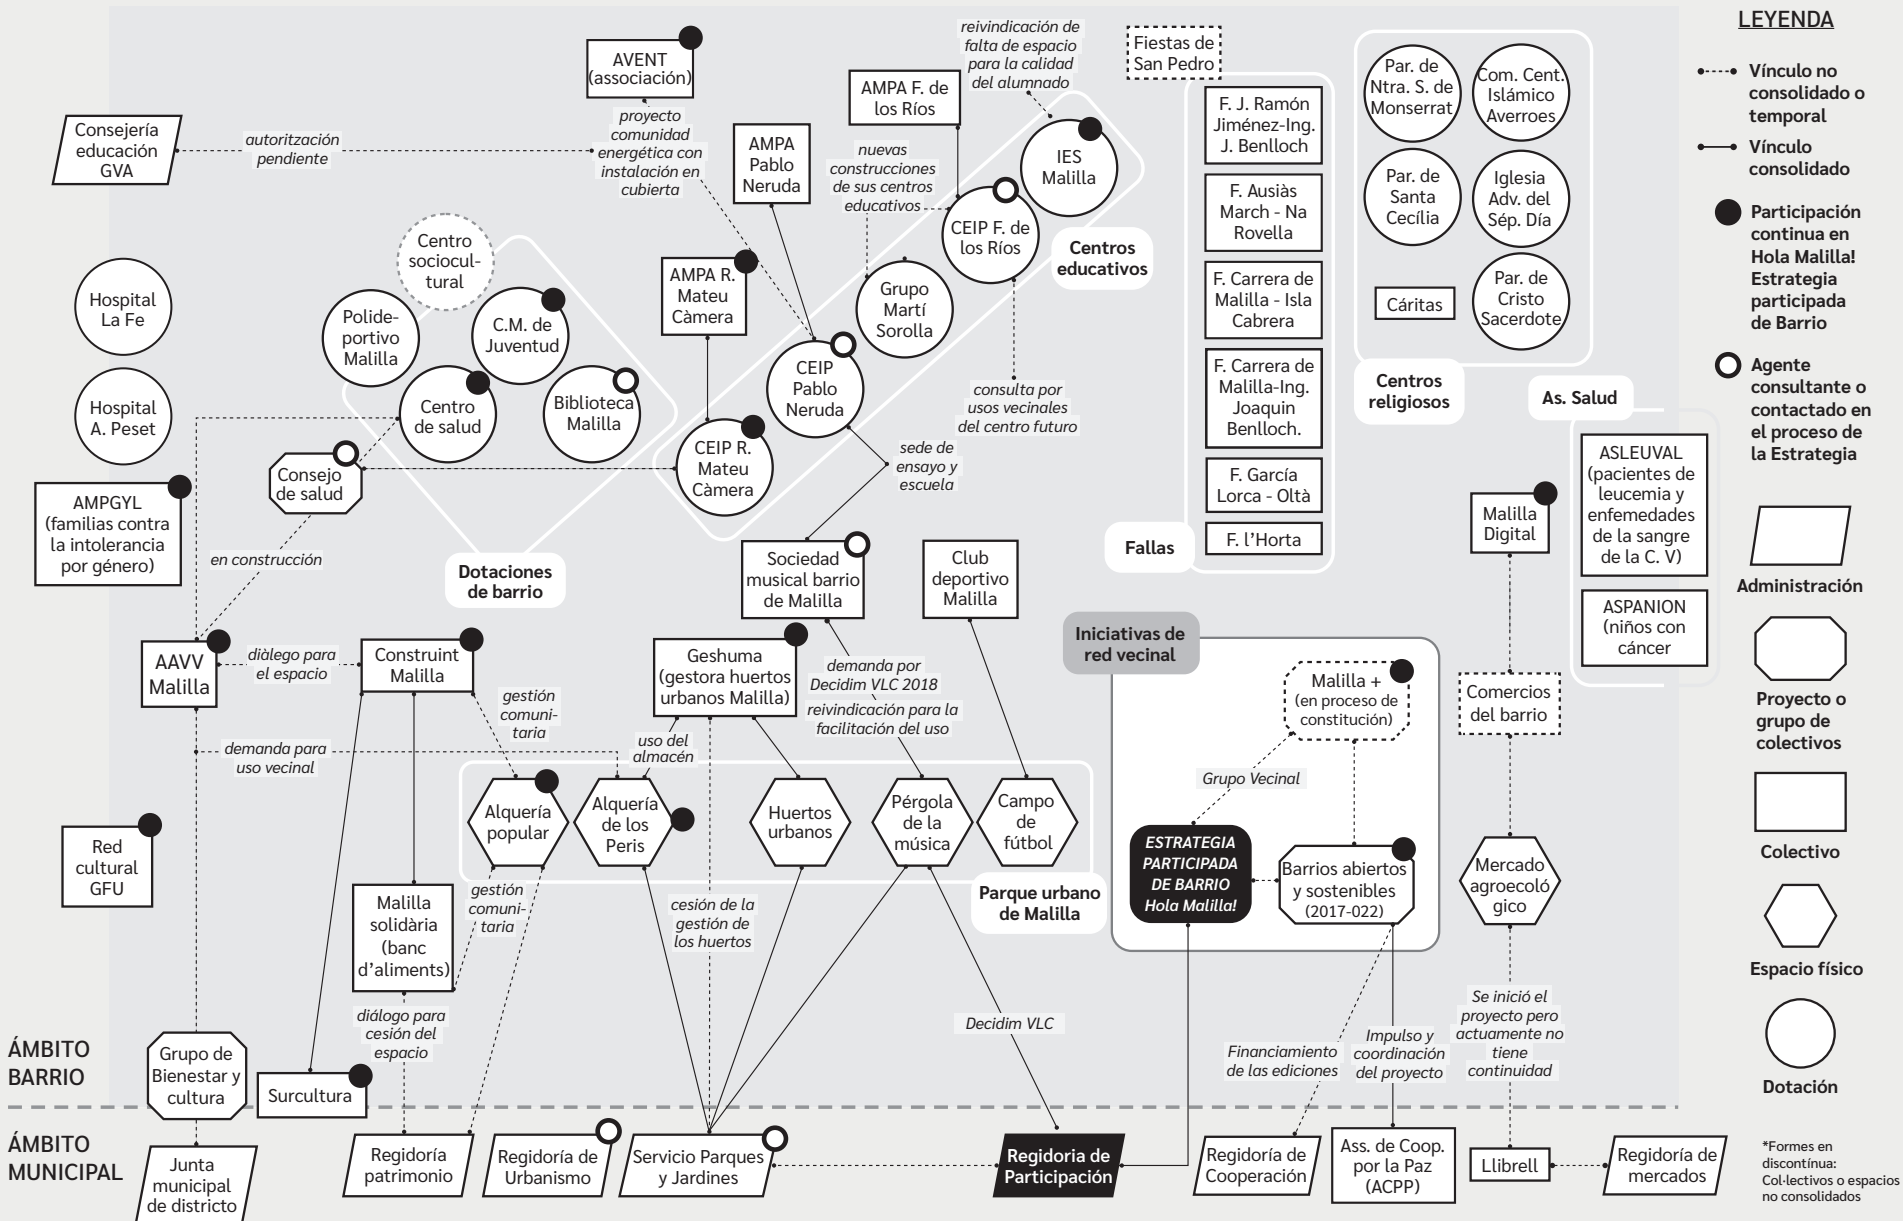 Consejería
educación
GVA
autoritzación
pendiente
AVENT
(associación)
proyecto
comunidad
energética con
instalación en
cubierta
AMPA
Pablo
Neruda
AMPA F. de
los Ríos
reivindicación de
falta de espacio
para la calidad
del alumnado
nuevas
construcciones
de sus centros
educativos
IES
Malilla
CEIP F. de
los Ríos
Centros
educativos
Grupo
Martí
Sorolla
CEIP
Pablo
Neruda
AMPA R.
Mateu
Càmera
CEIP R.
Mateu
Càmera
consulta por
usos vecinales
del centro futuro
sede de
ensayo y
escuela
Hospital
La Fe
Hospital
A. Peset
Centro
sociocul-
tural
Polide-
portivo
Malilla
C.M. de
Juventud
Centro
de salud
Biblioteca
Malilla
Dotaciones
de barrio
Consejo
de salud
AMPGYL
(familias contra
la intolerancia
por género)
en construcción
Fiestas de
San Pedro
F. J. Ramón
Jiménez-Ing.
J. Benlloch
F. Ausiàs
March - Na
Rovella
F. Carrera de
Malilla - Isla
Cabrera
F. Carrera de
Malilla-Ing.
Joaquin
Benlloch.
F. García
Lorca - Oltà
F. l'Horta
Fallas
Par. de
Ntra. S. de
Monserrat
Com. Cent.
Islámico
Averroes
Par. de
Santa
Cecília
Iglesia
Adv. del
Sép. Día
Cáritas
Par. de
Cristo
Sacerdote
Centros
religiosos
As. Salud
ASLEUVAL
(pacientes de
leucemia y
enfemedades
de la sangre
de la C. V)
ASPANION
(niños con
cáncer
AAVV
Malilla
diàlego para
el espacio
Construint
Malilla
gestión
comuni-
taria
demanda para
uso vecinal
Sociedad
musical barrio
de Malilla
Club
deportivo
Malilla
Geshuma
(gestora huertos
urbanos Malilla)
demanda por
Decidim VLC 2018
reivindicación para la
facilitación del uso
uso del
almacén
Alquería
popular
Alquería
de los
Peris
Huertos
urbanos
Pérgola
de la
música
Campo
de
fútbol
Parque urbano
de Malilla
Red
cultural
GFU
Malilla
solidària
(banc
d'aliments)
gestión
comuni-
taria
cesión de la
gestión de
los huertos
diálogo para
cesión del
espacio
Decidim VLC
Iniciativas de
red vecinal
Malilla +
(en proceso de
constitución)
Grupo Vecinal
ESTRATEGIA
PARTICIPADA
DE BARRIO
Hola Malilla!
Barrios abiertos
y sostenibles
(2017-022)
Financiamiento
de las ediciones
Impulso y
coordinación
del proyecto
Malilla
Digital
Comercios
del barrio
Mercado
agroecoló
gico
Se inició el
proyecto pero
actuamente no
tiene
continuidad
ÁMBITO
BARRIO
Grupo de
Bienestar y
cultura
Surcultura
ÁMBITO
MUNICIPAL
Junta
municipal
de districto
Regidoría
patrimonio
Regidoría de
Urbanismo
Servicio Parques
y Jardines
Regidoria de
Participación
Regidoría de
Cooperación
Ass. de Coop.
por la Paz
(ACPP)
Llibrell
Regidoría de
mercados
LEYENDA
Vínculo no
consolidado o
temporal
Vínculo
consolidado
Participación
continua en
Hola Malilla!
Estrategia
participada
de Barrio
Agente
consultante o
contactado en
el proceso de
la Estrategia
Administración
Proyecto o
grupo de
colectivos
Colectivo
Espacio físico
Dotación
*Formes en
discontínua:
Col·lectivos o espacios
no consolidados